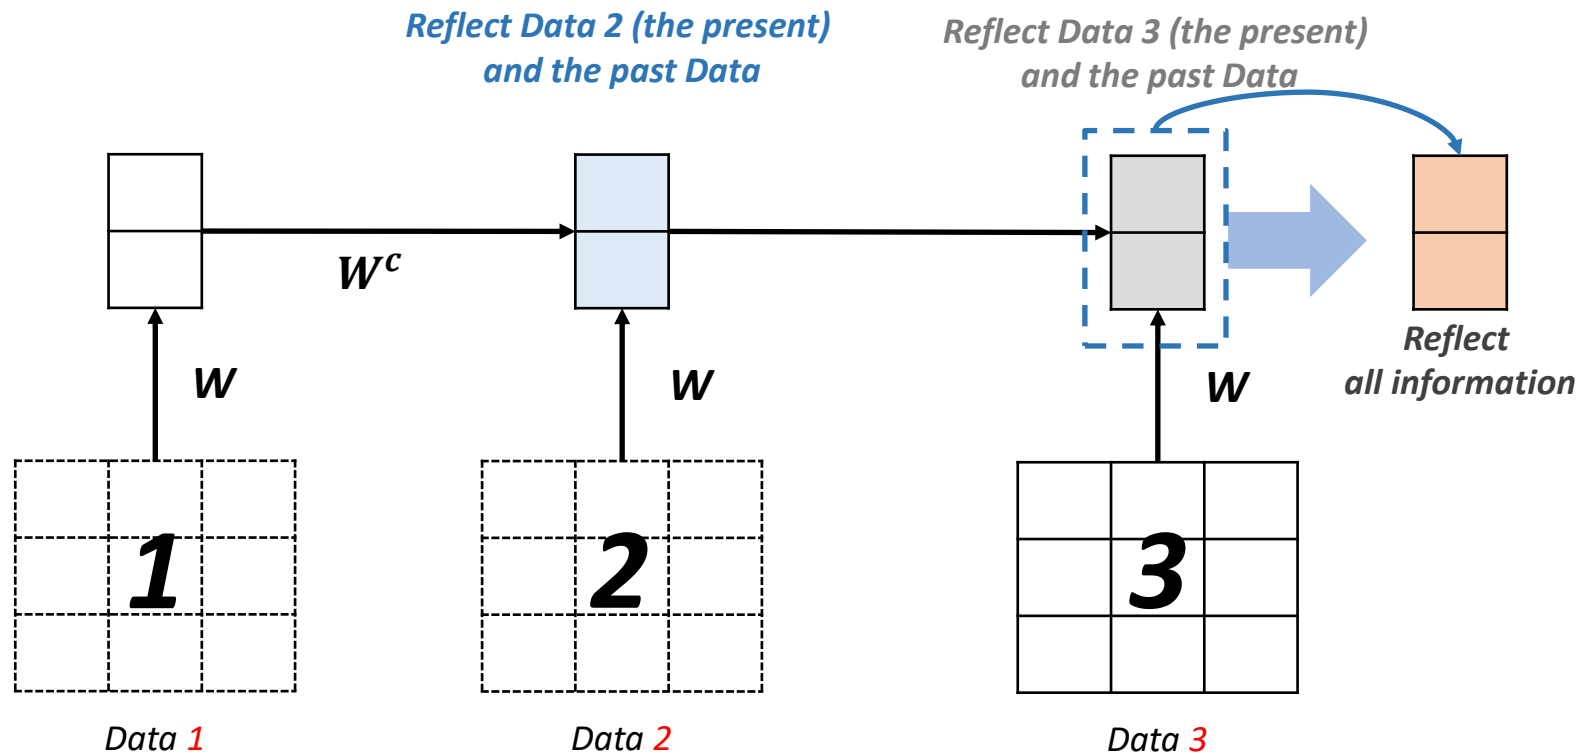 Reflect Data 2 (the present)
and the past Data
Reflect Data 3 (the present)
and the past Data
W^c
Reflect
all information
W
W
W
1
2
3
Data 1
Data 2
Data 3